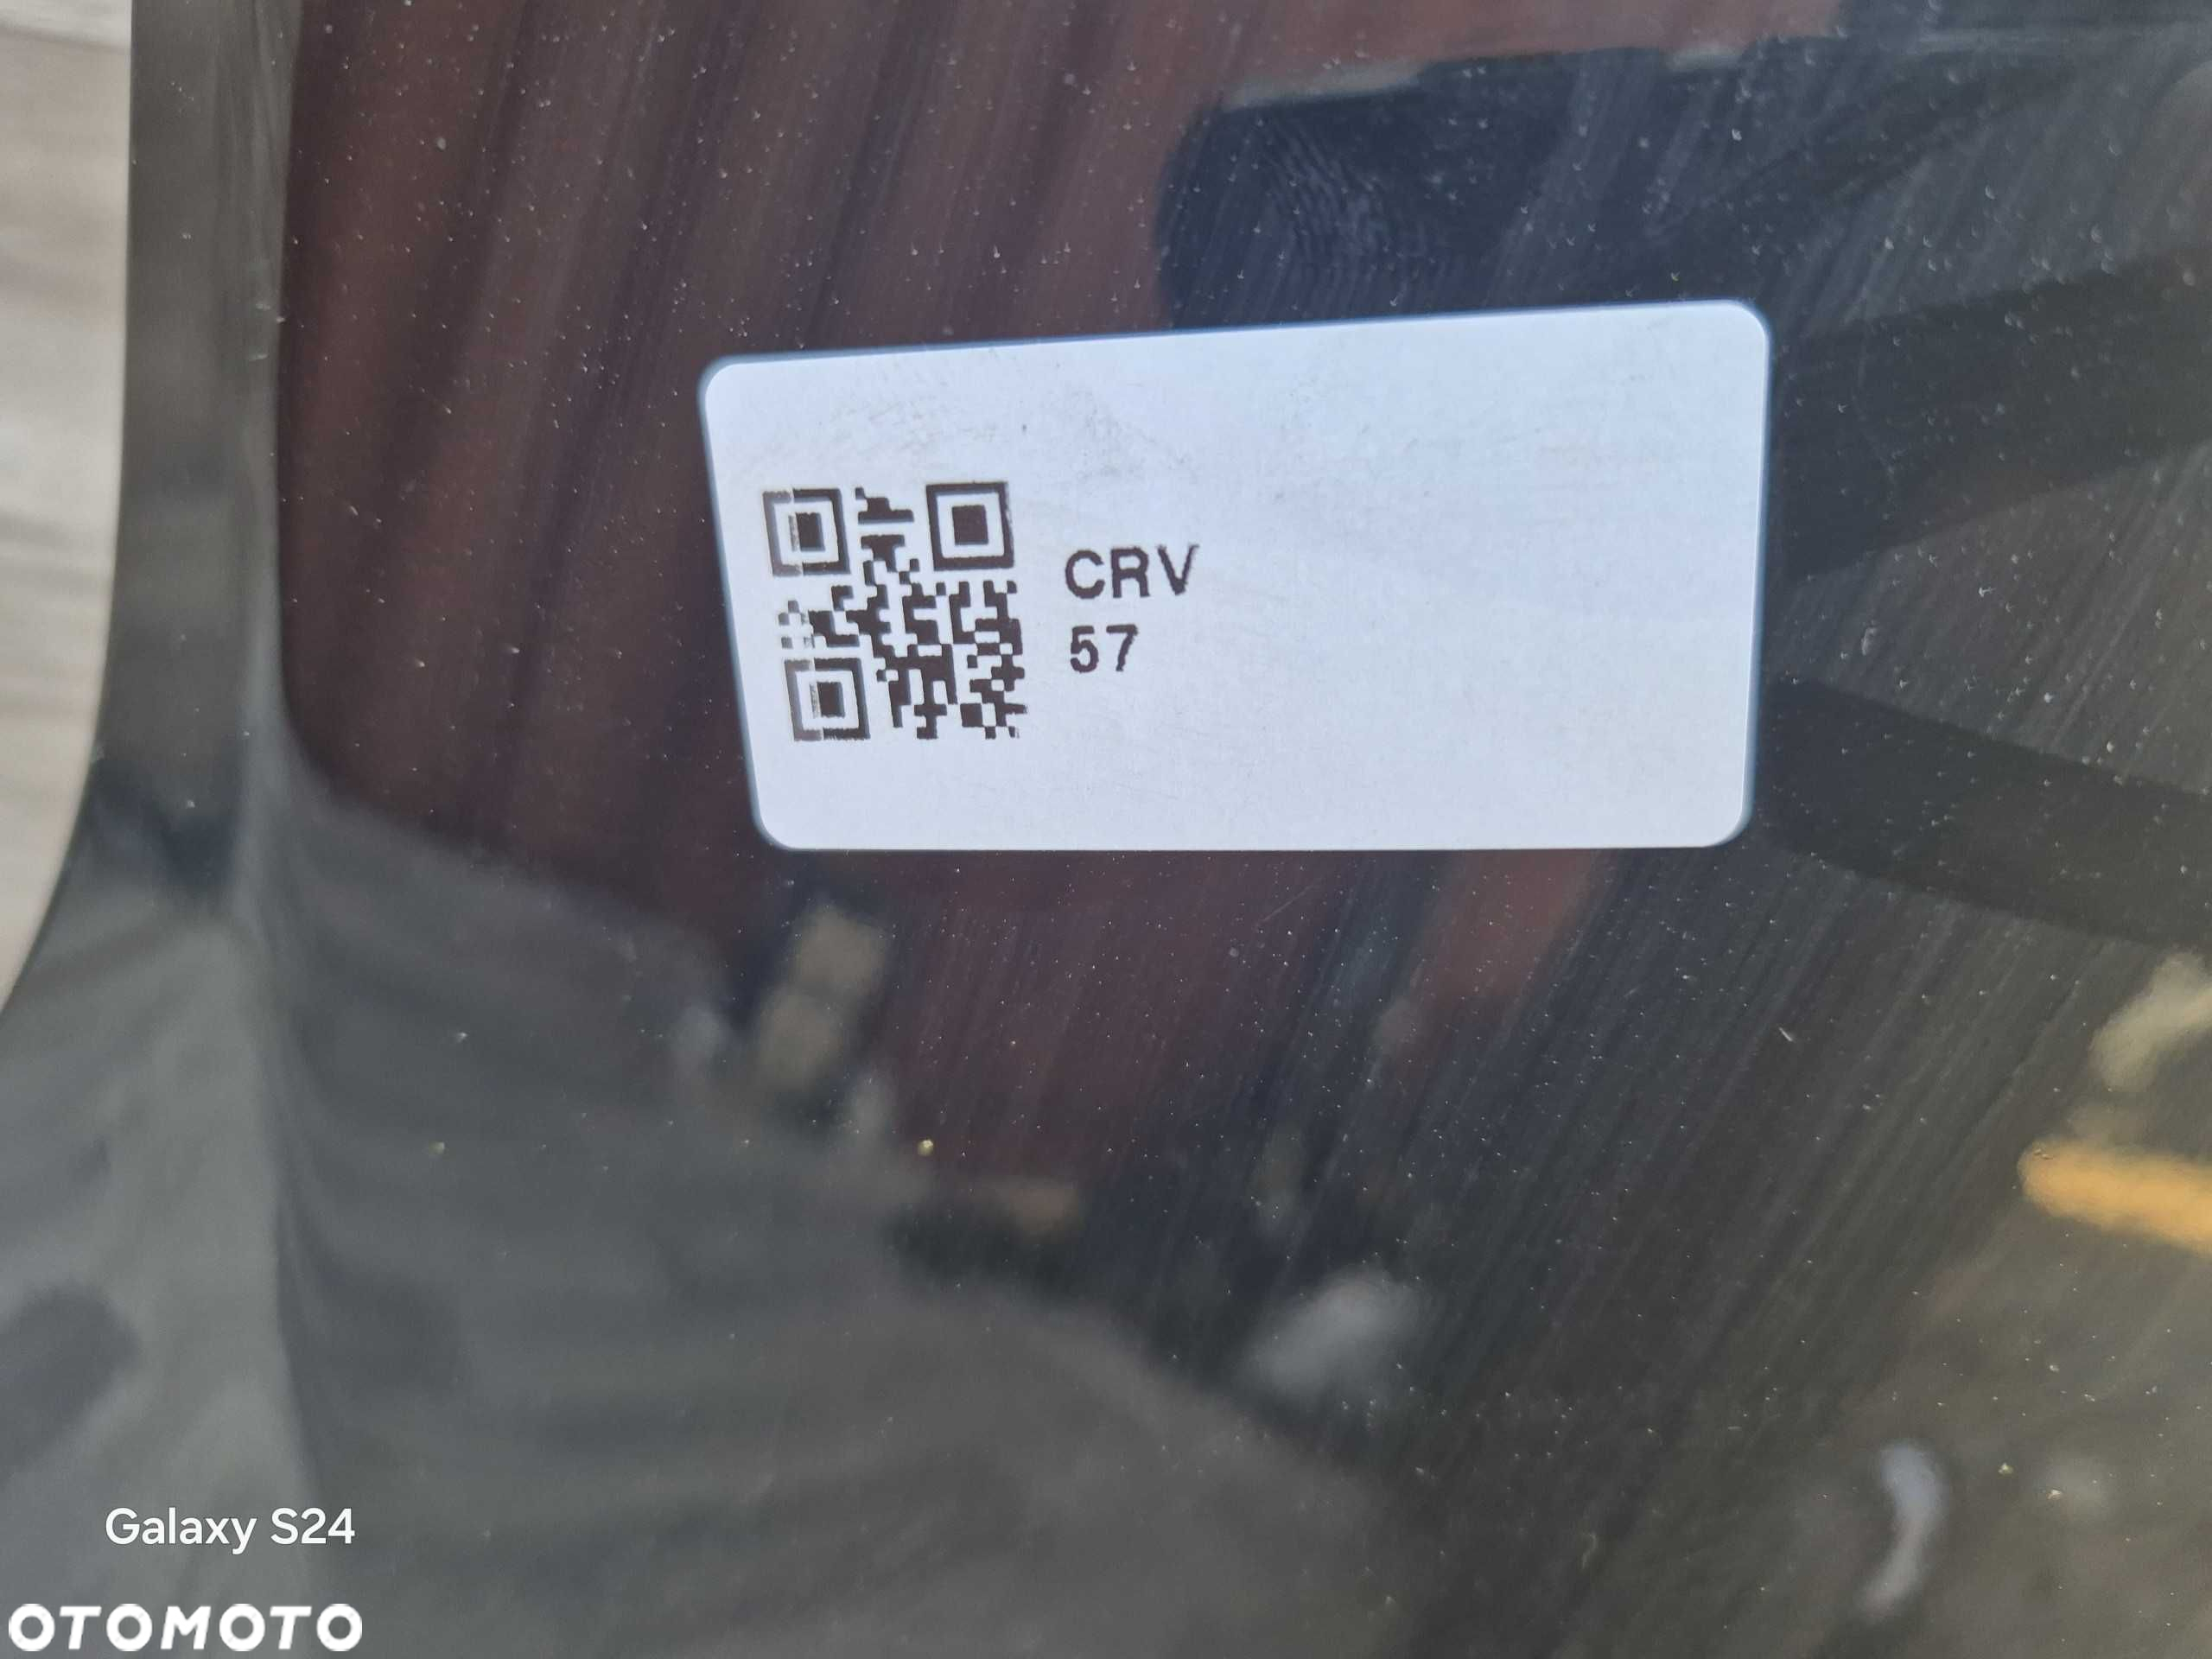 CRV
57
Galaxy S24
OTOMOTO